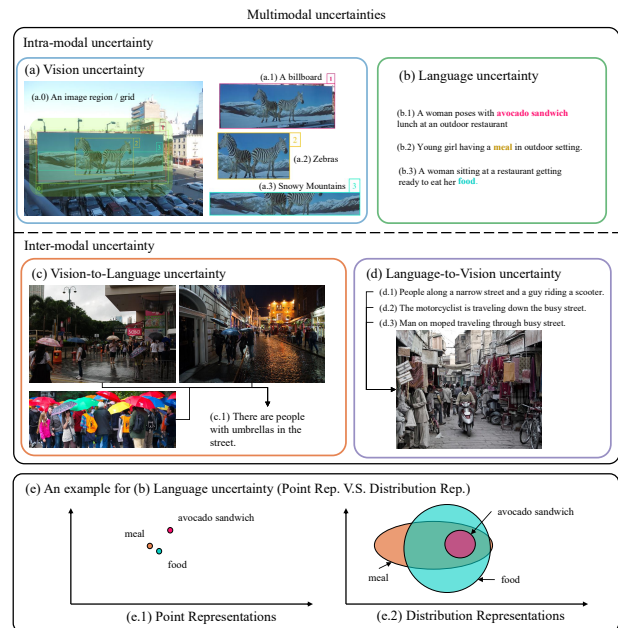 Multimodal uncertainties
Intra-modal uncertainty
(a) Vision uncertainty
(a.0) An image region / grid
(a.1) A billboard 1
2
(a.2) Zebras
(a.3) Snowy Mountains 3
(b) Language uncertainty
(b.1) A woman poses with avocado sandwich
lunch at an outdoor restaurant
(b.2) Young girl having a meal in outdoor setting.
(b.3) A woman sitting at a restaurant getting
ready to eat her food.
Inter-modal uncertainty
(c) Vision-to-Language uncertainty
(c.1) There are people
with umbrellas in the
street.
(d) Language-to-Vision uncertainty
(d.1) People along a narrow street and a guy riding a scooter.
(d.2) The motorcyclist is traveling down the busy street.
(d.3) Man on moped traveling through busy street.
(e) An example for (b) Language uncertainty (Point Rep. V.S. Distribution Rep.)
avocado sandwich
meal
food
(e.1) Point Representations
avocado sandwich
meal
food
(e.2) Distribution Representations